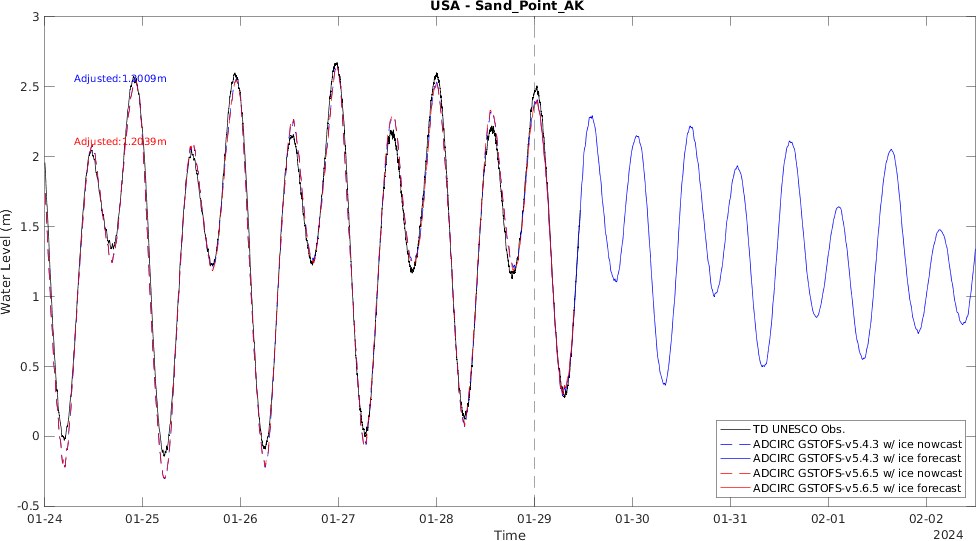 USA - Sand_Point_AK
3
2.5
2
1.5
1
0.5
0
-0.5
Water Level (m)
Adjusted:1.2009m
Adjusted:1.2039m
TD UNESCO Obs.
ADCIRC GSTOFS-v5.4.3 w/ ice nowcast
ADCIRC GSTOFS-v5.4.3 w/ ice forecast
ADCIRC GSTOFS-v5.6.5 w/ ice nowcast
ADCIRC GSTOFS-v5.6.5 w/ ice forecast
01-24 01-25 01-26 01-27 01-28 01-29 01-30 01-31 02-01 02-02
Time
2024